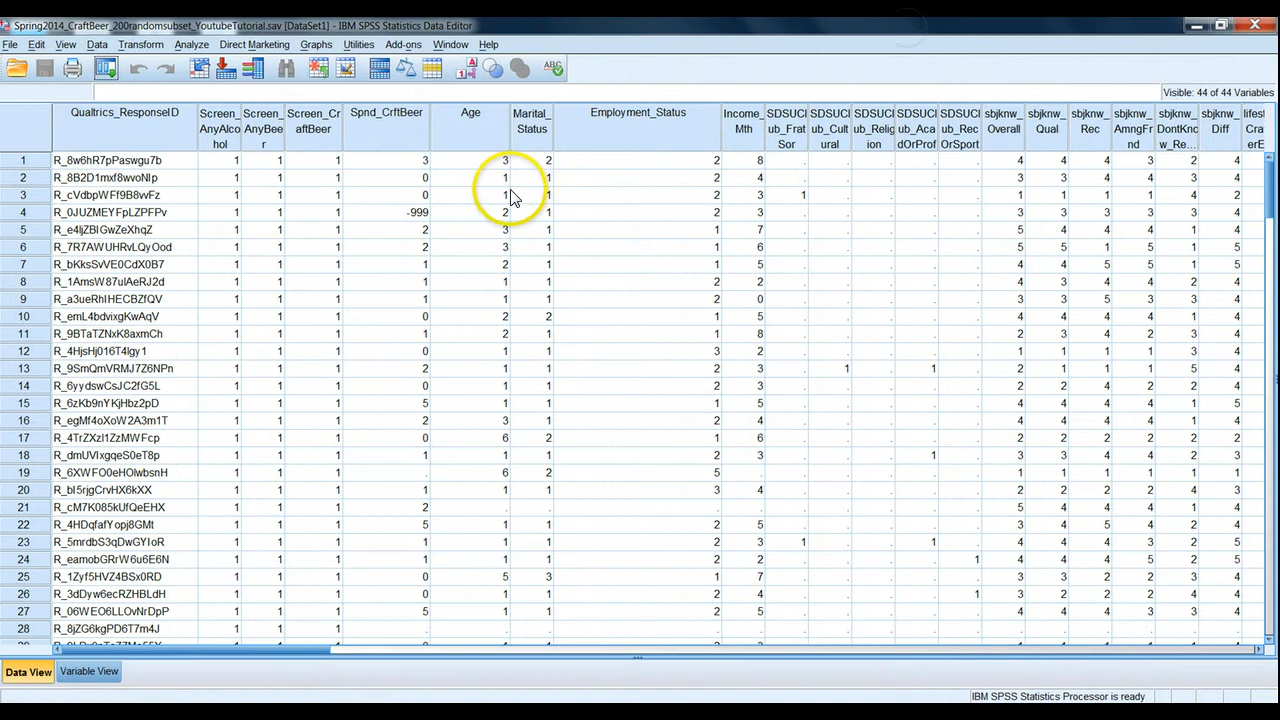 Spring2014_CraftBeer_200randomsubset_YoutubeTutorial.sav [DataSet1] - IBM SPSS Statistics Data Editor
File Edit View Data Transform Analyze Direct Marketing Graphs Utilities Add-ons Window Help
Visible: 44 of 44 Variables
Qualtrics_ResponseID Screen_AnyAlcohol Screen_AnyBeer Screen_CraftBeer Spnd_CrftBeer Age Marital_Status Employment_Status Income_Mth SDSUClub_FratSor SDSUClub_Cultural SDSUClub_Religion SDSUClub_AcadOrProf SDSUClub_RecOrSport sbjknw_Overall sbjknw_Qual sbjknw_Rec sbjknw_AmngFrnd sbjknw_DontKnow_Re... sbjknw_Diff
1 R_8w6hR7pPaswgu7b 1 1 1 3 3 2 2 8 . . . . . 4 4 4 3 2 4
2 R_8B2D1mxf8wvoNIp 1 1 1 0 1 1 2 4 . . . . . 3 3 4 4 3 4
3 R_cVdbpWFf9B8vvFz 1 1 1 0 1 1 2 3 1 . . . . 1 1 1 1 4 2
4 R_0JUZMEYFpLZPFPv 1 1 1 -999 2 1 2 3 . . . . . 3 3 3 3 . 4
5 R_e4ljZBIGwZeXhqZ 1 1 1 2 3 1 1 7 . . . . . 5 4 4 4 1 4
6 R_7R7AWUHRvLQyOod 1 1 1 2 3 1 1 6 . . . . . 5 5 1 5 1 5
7 R_bKksSvVE0CdX0B7 1 1 1 1 2 1 1 5 . . . . . 4 4 5 5 1 5
8 R_1AmsW87ulAeRJ2d 1 1 1 1 1 1 2 2 . . . . . 3 4 4 4 2 4
9 R_a3ueRhIHECBZfQV 1 1 1 1 1 1 2 0 . . . . . 3 3 5 3 3 4
10 R_emL4bdvixgKwAqV 1 1 1 0 2 2 1 5 . . . . . 4 4 4 4 1 4
11 R_9BTaTZNxK8axmCh 1 1 1 1 2 1 1 8 . . . . . 2 3 4 2 3 4
12 R_4HjsHj016T4lgy1 1 1 1 0 1 1 3 2 . . . . . 1 1 1 1 3 4
13 R_9SmQmVRMJ7Z6NPn 1 1 1 2 1 1 2 3 . 1 . 1 . 2 1 1 1 5 4
14 R_6yydswCsJC2fG5L 1 1 1 0 1 1 2 3 . . . . . 2 2 4 2 4 4
15 R_6zKb9nYKjHbz2pD 1 1 1 5 1 1 1 5 . . . . . 4 4 4 4 1 5
16 R_egMf4oXoW2A3m1T 1 1 1 2 3 1 2 4 . . . . . 4 4 4 4 1 4
17 R_4TrZXzl1ZzMWFcp 1 1 1 0 6 2 1 6 . . . . . 2 2 2 2 2 2
18 R_dmUVIxgqeS0eT8p 1 1 1 1 1 1 2 3 . . . 1 . 3 3 3 3 2 4
19 R_6XWFO0eHOlwbsnH 1 1 1 . 6 2 5 . . . . . . 1 1 1 1 3 .
20 R_bI5rjgCrvHX6kXX 1 1 1 1 1 1 3 4 . . . . . 2 2 2 2 4 3
21 R_cM7K085kUfQeEHX 1 1 1 2 . . . . . . . . . 5 4 4 4 1 4
22 R_4HDqfafYopj8GMt 1 1 1 5 1 1 2 5 . . . . . 3 4 5 4 2 4
23 R_5mrdbS3qDwGYIoR 1 1 1 1 1 1 2 3 1 . . 1 . 4 4 4 3 2 5
24 R_eamobGRrW6u6E6N 1 1 1 1 1 1 2 2 . . . . 1 4 4 2 5 2 5
25 R_1Zyf5HVZ4BSx0RD 1 1 1 0 5 3 1 7 . . . . . 3 3 2 2 3 4
26 R_3dDyw6ecRZHBLdH 1 1 1 0 1 1 2 4 . . . . 1 3 2 2 2 4 4
27 R_06WEO6LLOvNrDpP 1 1 1 5 1 1 2 5 . . . . . 4 4 4 3 3 4
28 R_8jZG6kgPD6T7m4J 1 1 1 . . . . . . . . . . . . . . . .
Data View Variable View
IBM SPSS Statistics Processor is ready